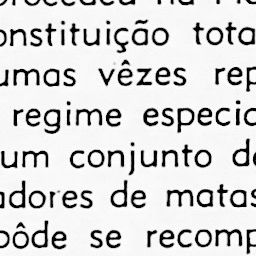 onstituição tota
umas vêzes rep
regime especia
um conjunto d
adores de matas
pôde se recomp